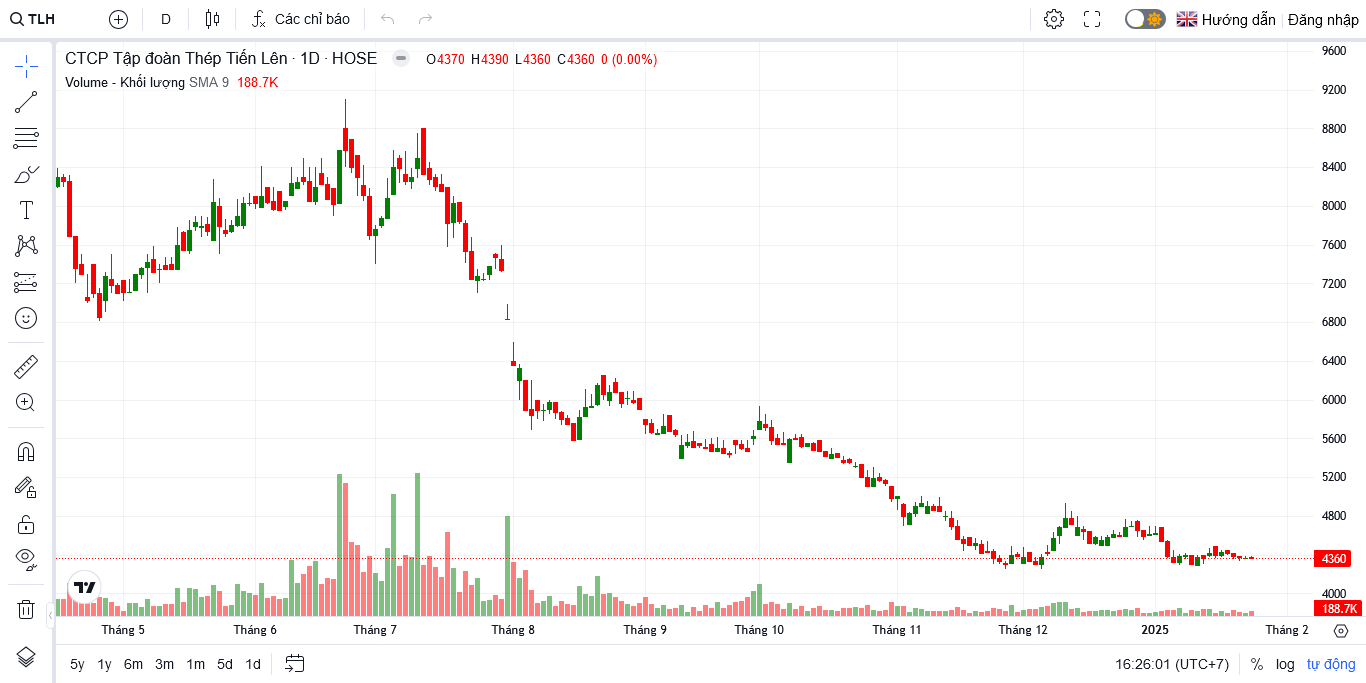 TLH D Các chỉ báo Hướng dẫn Đăng nhập
CTCP Tập đoàn Thép Tiến Lên · 1D · HOSE O4370 H4390 L4360 C4360 0 (0.00%)
Volume - Khối lượng SMA 9 188.7K
9600
9200
8800
8400
8000
7600
7200
6800
6400
6000
5600
5200
4800
4360
4000
188.7K
Tháng 5 Tháng 6 Tháng 7 Tháng 8 Tháng 9 Tháng 10 Tháng 11 Tháng 12 2025 Tháng 2
5y 1y 6m 3m 1m 5d 1d 16:26:01 (UTC+7) % log tự động